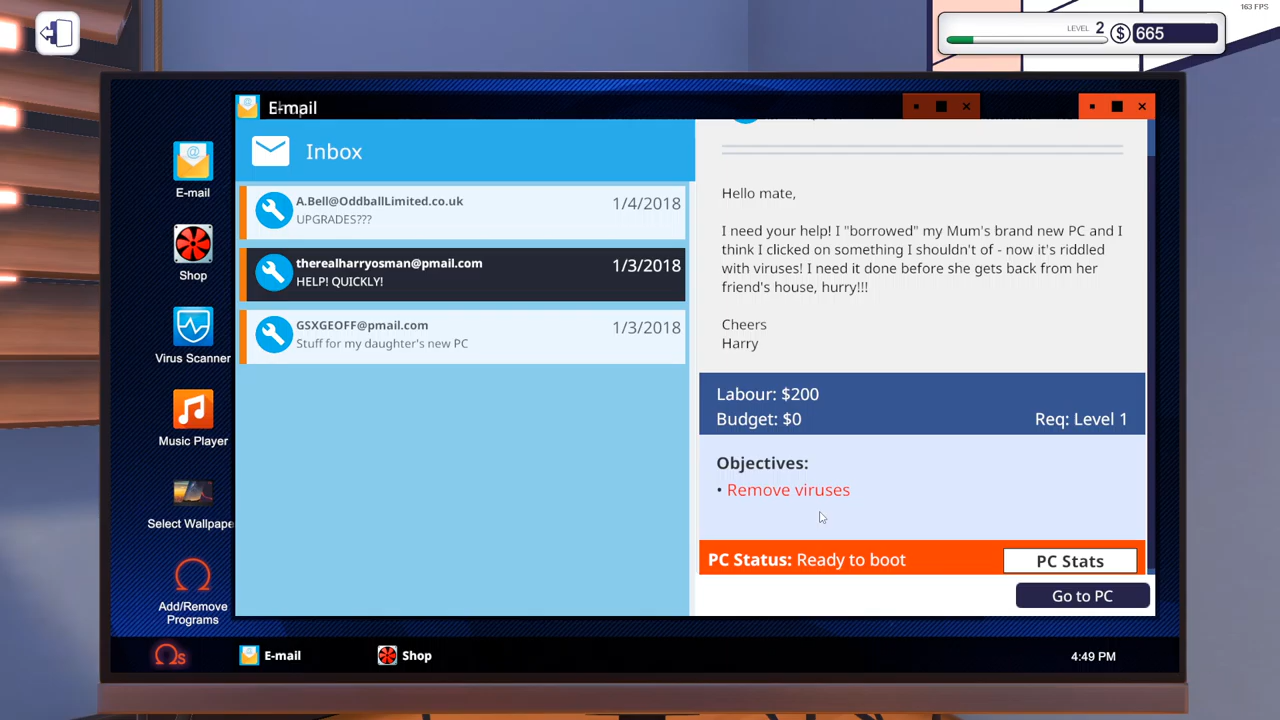 163 FPS
LEVEL 2 $ 665
E-mail
Inbox
A.Bell@OddballLimited.co.uk 1/4/2018
UPGRADES???
therealharryosman@pmail.com 1/3/2018
HELP! QUICKLY!
GSXGEOFF@pmail.com 1/3/2018
Stuff for my daughter's new PC
Hello mate,
I need your help! I "borrowed" my Mum's brand new PC and I
think I clicked on something I shouldn't of - now it's riddled
with viruses! I need it done before she gets back from her
friend's house, hurry!!!
Cheers
Harry
Labour: $200
Budget: $0 Req: Level 1
Objectives:
• Remove viruses
PC Status: Ready to boot PC Stats
Go to PC
E-mail
Shop
Virus Scanner
Music Player
Select Wallpape
Add/Remove
Programs
Ωs E-mail Shop 4:49 PM